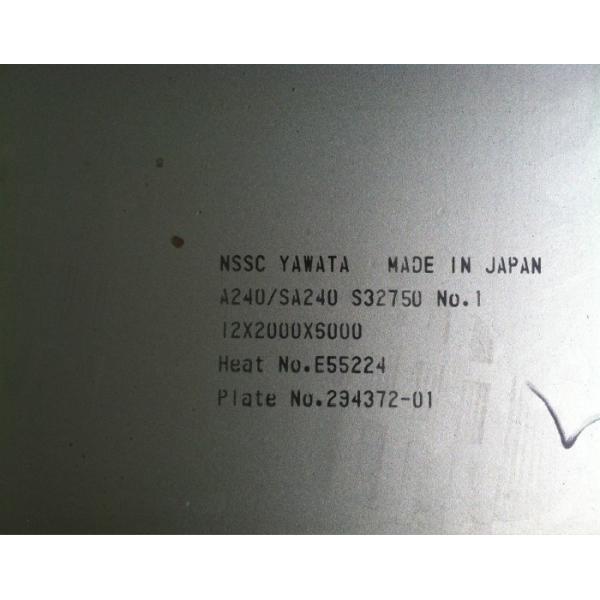 NSSC YAWATA MADE IN JAPAN
A240/SA240 S32750 No.1
12X2000X6000
Heat No.E55224
Plate No.294372-01